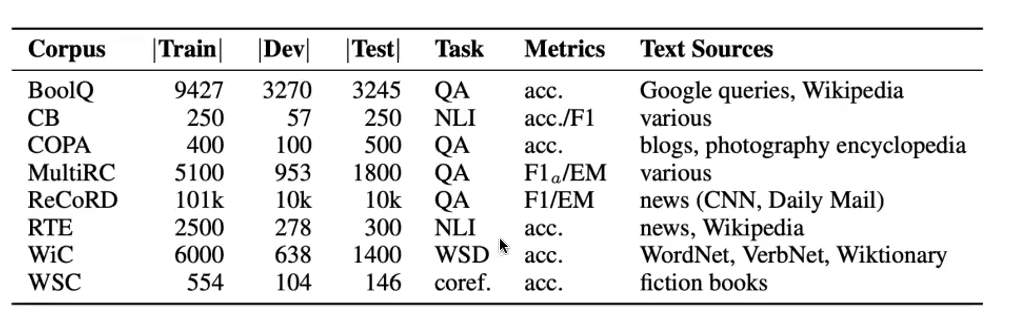 Corpus |Train| |Dev| |Test| Task Metrics Text Sources
BoolQ 9427 3270 3245 QA acc. Google queries, Wikipedia
CB 250 57 250 NLI acc./F1 various
COPA 400 100 500 QA acc. blogs, photography encyclopedia
MultiRC 5100 953 1800 QA F1a/EM various
ReCoRD 101k 10k 10k QA F1/EM news (CNN, Daily Mail)
RTE 2500 278 300 NLI acc. news, Wikipedia
WiC 6000 638 1400 WSD acc. WordNet, VerbNet, Wiktionary
WSC 554 104 146 coref. acc. fiction books